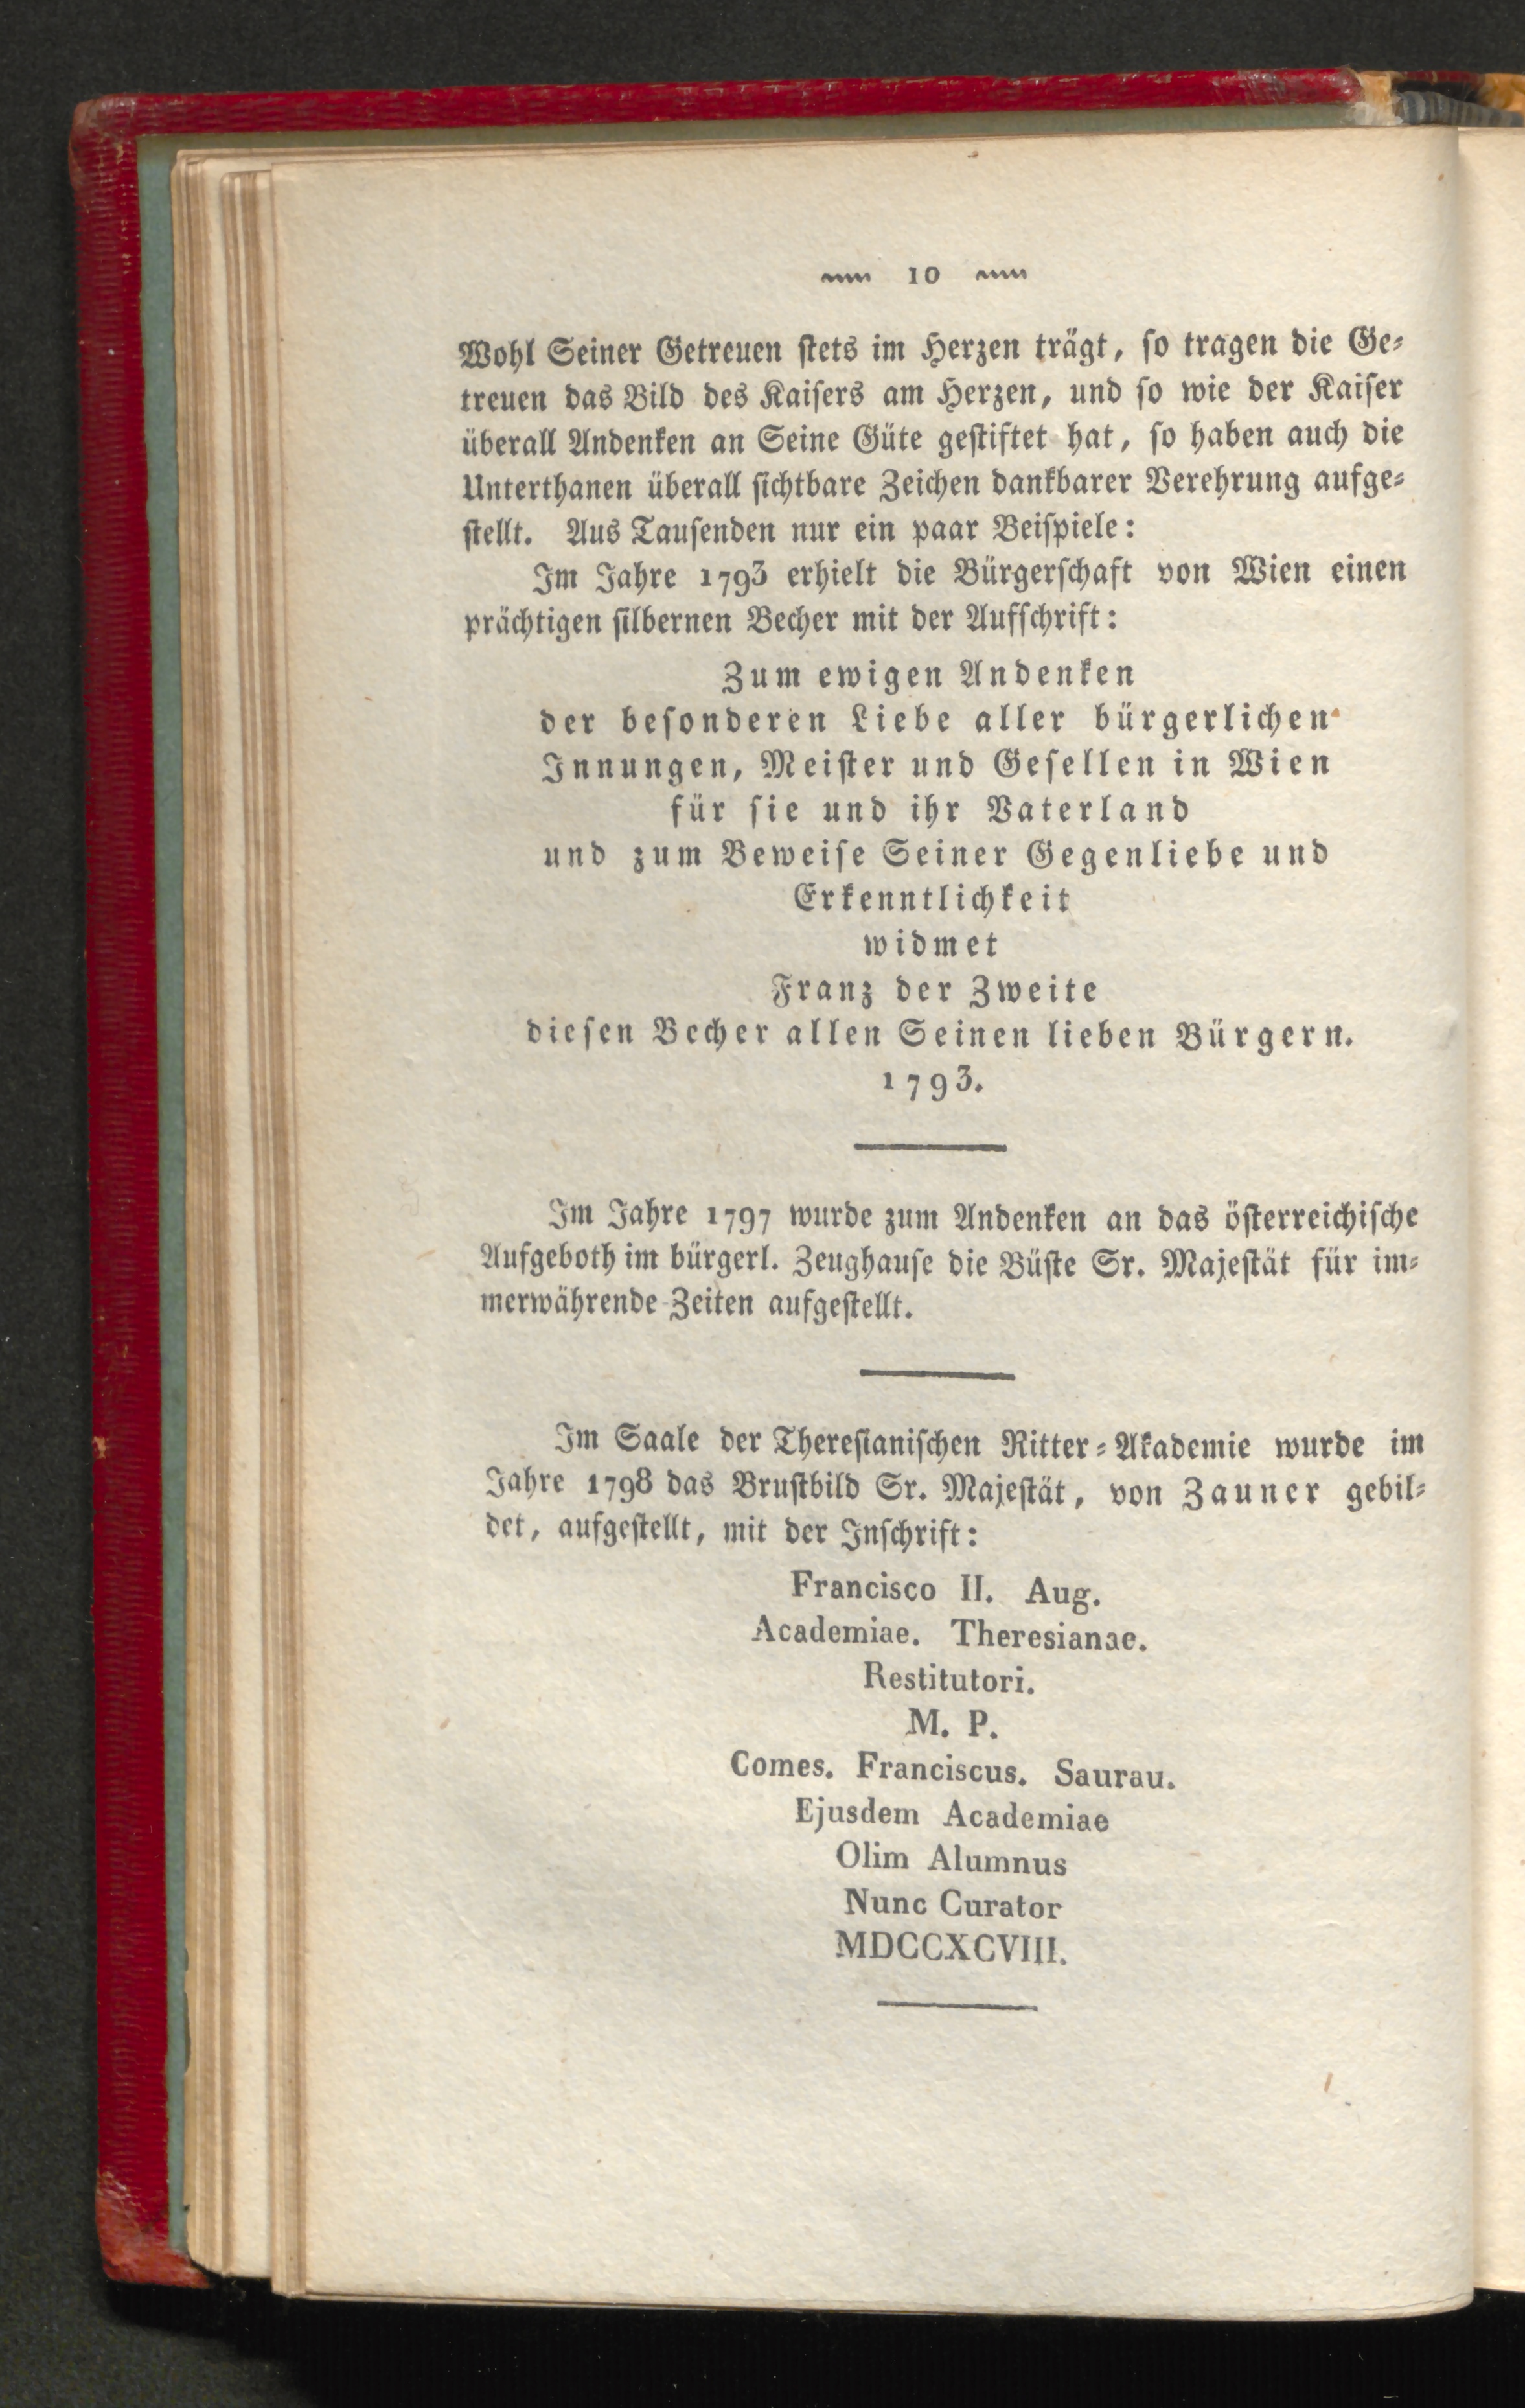 10
Wohl Seiner Getreuen stets im Herzen trägt, so tragen die Ge-
treuen das Bild des Kaisers am Herzen, und so wie der Kaiser
überall Andenken an Seine Güte gestiftet hat, so haben auch die
Unterthanen überall sichtbare Zeichen dankbarer Verehrung aufge-
stellt. Aus Tausenden nur ein paar Beispiele:
Im Jahre 1793 erhielt die Bürgerschaft von Wien einen
prächtigen silbernen Becher mit der Aufschrift:
Zum ewigen Andenken
der besonderen Liebe aller bürgerlichen
Innungen, Meister und Gesellen in Wien
für sie und ihr Vaterland
und zum Beweise Seiner Gegenliebe und
Erkenntlichkeit
widmet
Franz der Zweite
diesen Becher allen Seinen lieben Bürgern.
1793.
Im Jahre 1797 wurde zum Andenken an das österreichische
Aufgeboth im bürgerl. Zeughause die Büste Sr. Majestät für im-
merwährende Zeiten aufgestellt.
Im Saale der Theresianischen Ritter-Akademie wurde im
Jahre 1798 das Brustbild Sr. Majestät, von Zauner gebil-
det, aufgestellt, mit der Inschrift:
Francisco II. Aug.
Academiae. Theresianae.
Restitutori.
M. P.
Comes. Franciscus. Saurau.
Ejusdem Academiae
Olim Alumnus
Nunc Curator
MDCCXCVIII.